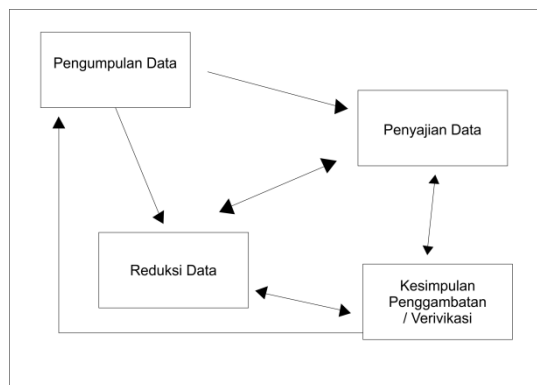 Pengumpulan Data
Penyajian Data
Reduksi Data
Kesimpulan
Penggambatan
/ Verivikasi